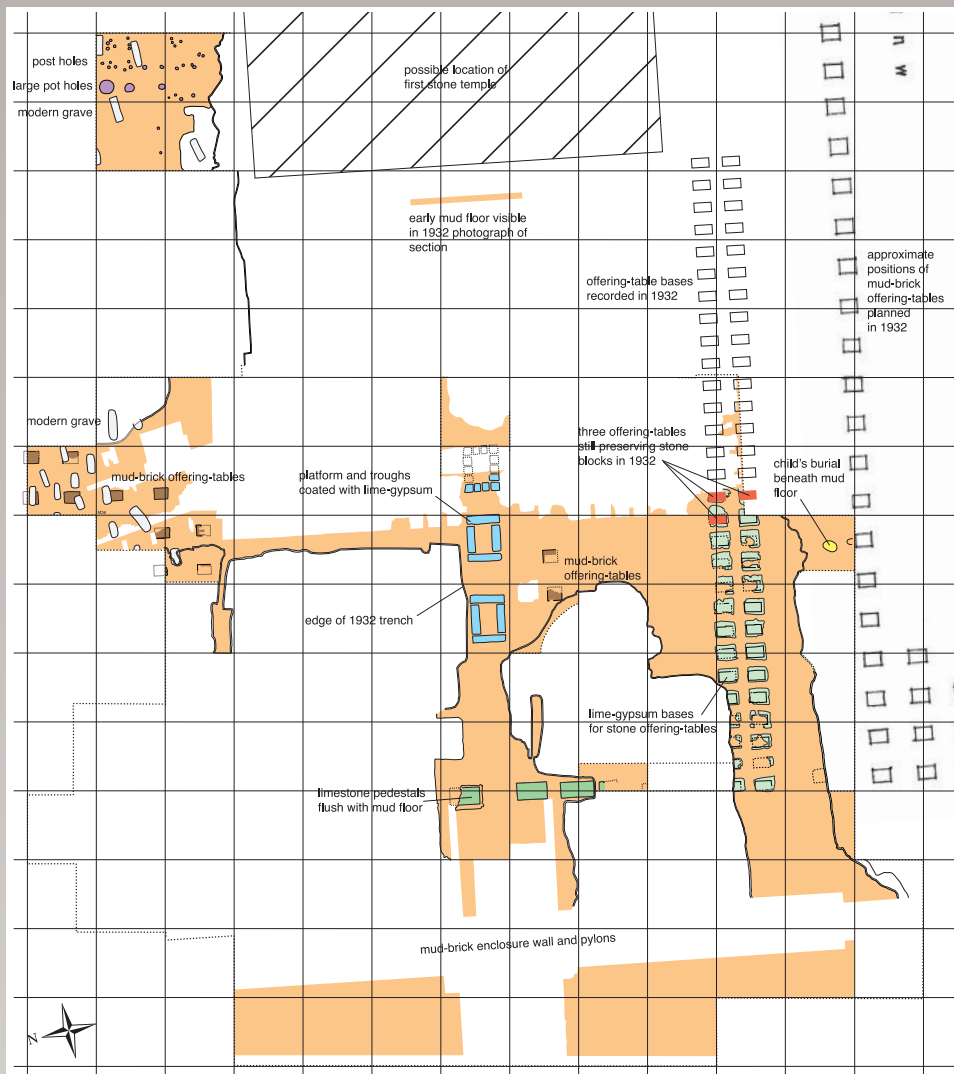 post holes
large pot holes
modern grave
possible location of
first stone temple
n
w
early mud floor visible
in 1932 photograph of
section
offering-table bases
recorded in 1932
approximate
positions of
mud-brick
offering-tables
planned
in 1932
modern grave
mud-brick offering-tables
platform and troughs
coated with lime-gypsum
three offering-tables
still preserving stone
blocks in 1932
child's burial
beneath mud
floor
mud-brick
offering-tables
edge of 1932 trench
lime-gypsum bases
for stone offering-tables
limestone pedestals
flush with mud floor
mud-brick enclosure wall and pylons
N